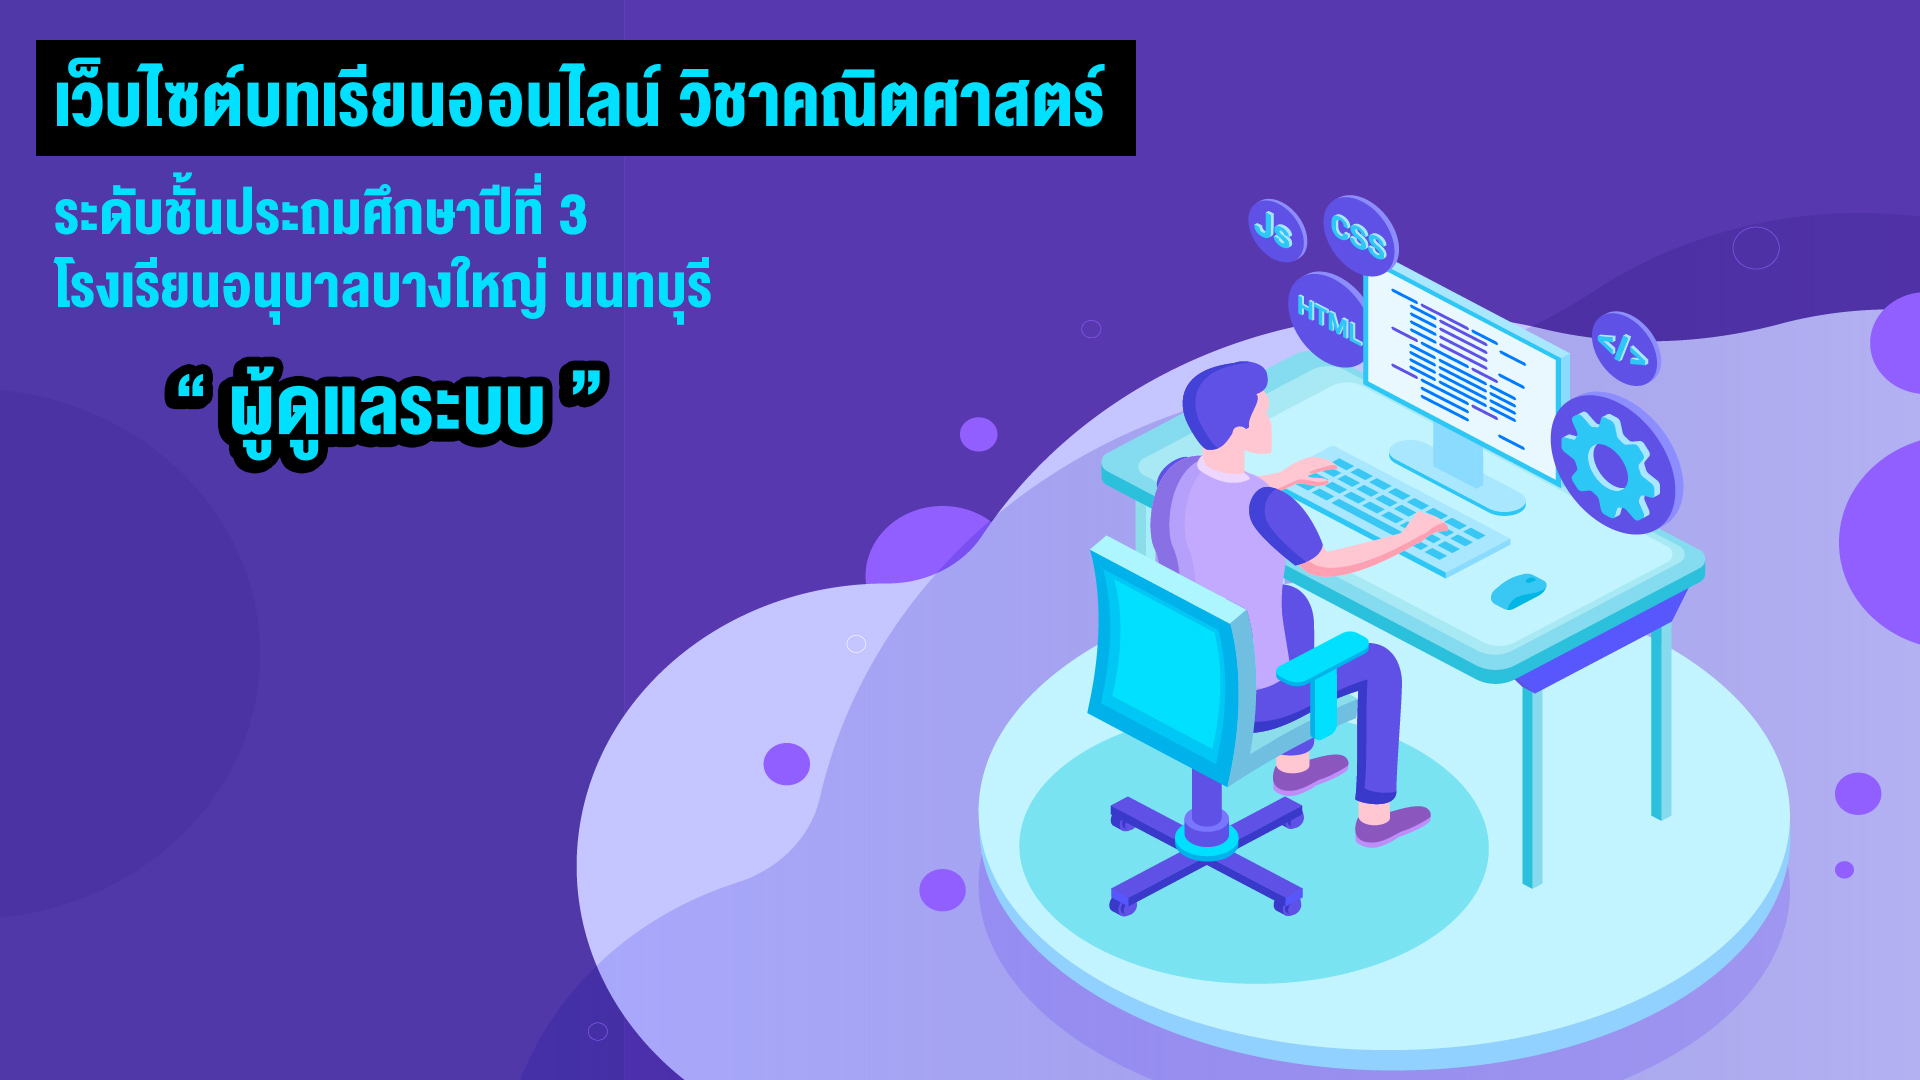 เว็บไซต์บทเรียนออนไลน์ วิชาคณิตศาสตร์
ระดับชั้นประถมศึกษาปีที่ 3
โรงเรียนอนุบาลบางใหญ่ นนทบุรี
“ ผู้ดูแลระบบ ”
Js
CSS
HTML
</>